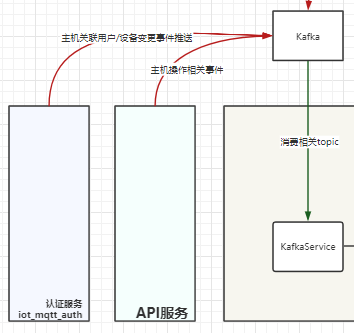 Kafka
主机关联用户/设备变更事件推送
主机操作相关事件
消费相关topic
KafkaService
认证服务
iot_mqtt_auth
API服务